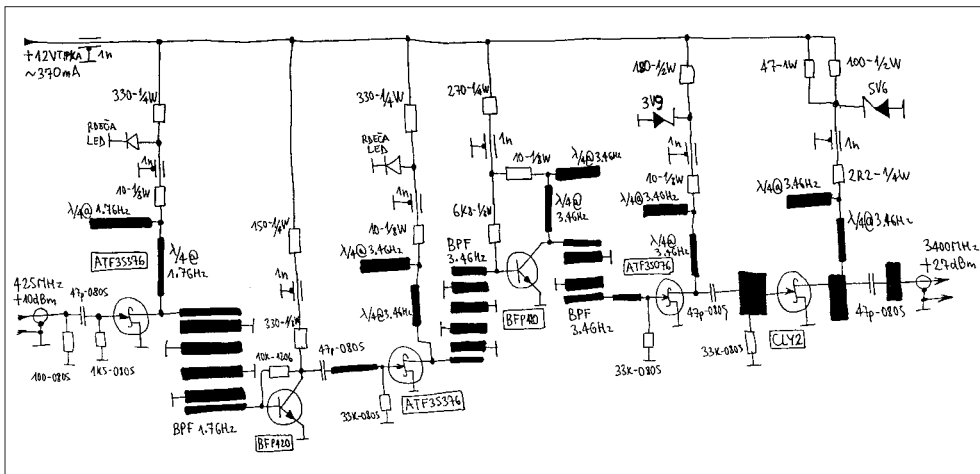 +12V TPKA
~370mA
1n
330-1/4W
RDEČA
LED
1n
10-1/8W
λ/4@1.7GHz
λ/4@
1.7GHz
ATF35376
425MHz
+10dBm
47p-0805
100-0805
1K5-0805
BPF 1.7GHz
150-1/4W
1n
330-1/8W
10K-1206
BFP420
47p-0805
33K-0805
330-1/4W
RDEČA
LED
1n
10-1/8W
λ/4@3.4GHz
λ/4@3.4GHz
ATF35376
270-1/4W
1n
10-1/8W
λ/4@3.4GHz
λ/4@
3.4GHz
6K8-1/8W
BPF
3.4GHz
BFP420
BPF
3.4GHz
180-1/2W
3V9
1n
10-1/8W
λ/4@3.4GHz
λ/4@
3.4GHz
ATF35076
33K-0805
47p-0805
33K-0805
CLY2
47-1W
100-1/2W
5V6
1n
2R2-1/4W
λ/4@3.4GHz
λ/4@3.4GHz
47p-0805
3400MHz
+27dBm